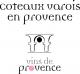 coteaux varois
en provence
vins de
provence